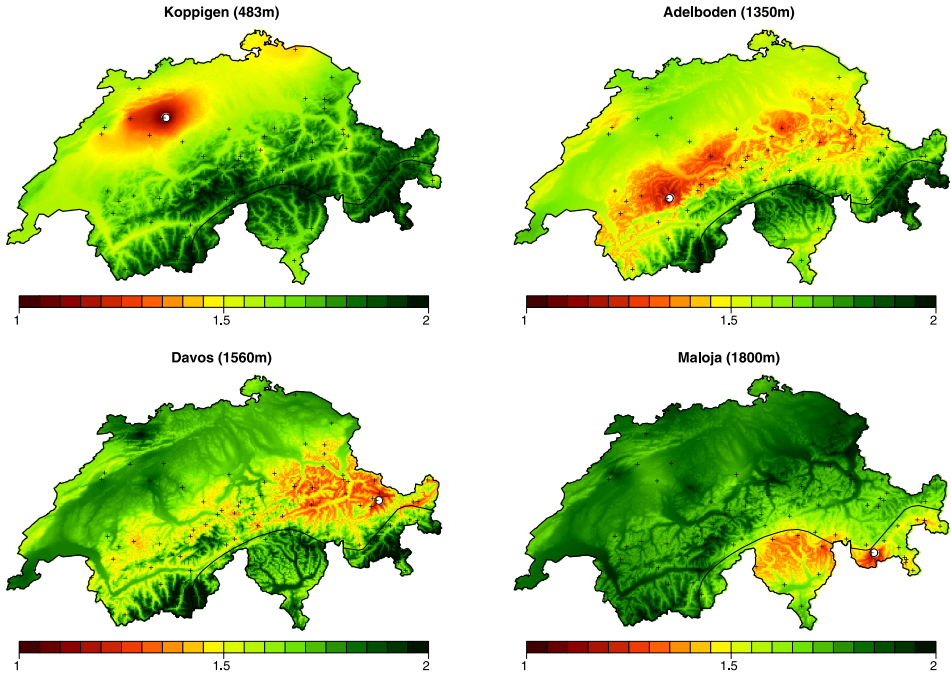 Koppigen (483m)
Adelboden (1350m)
1 1.5 2
1 1.5 2
Davos (1560m)
Maloja (1800m)
1 1.5 2
1 1.5 2